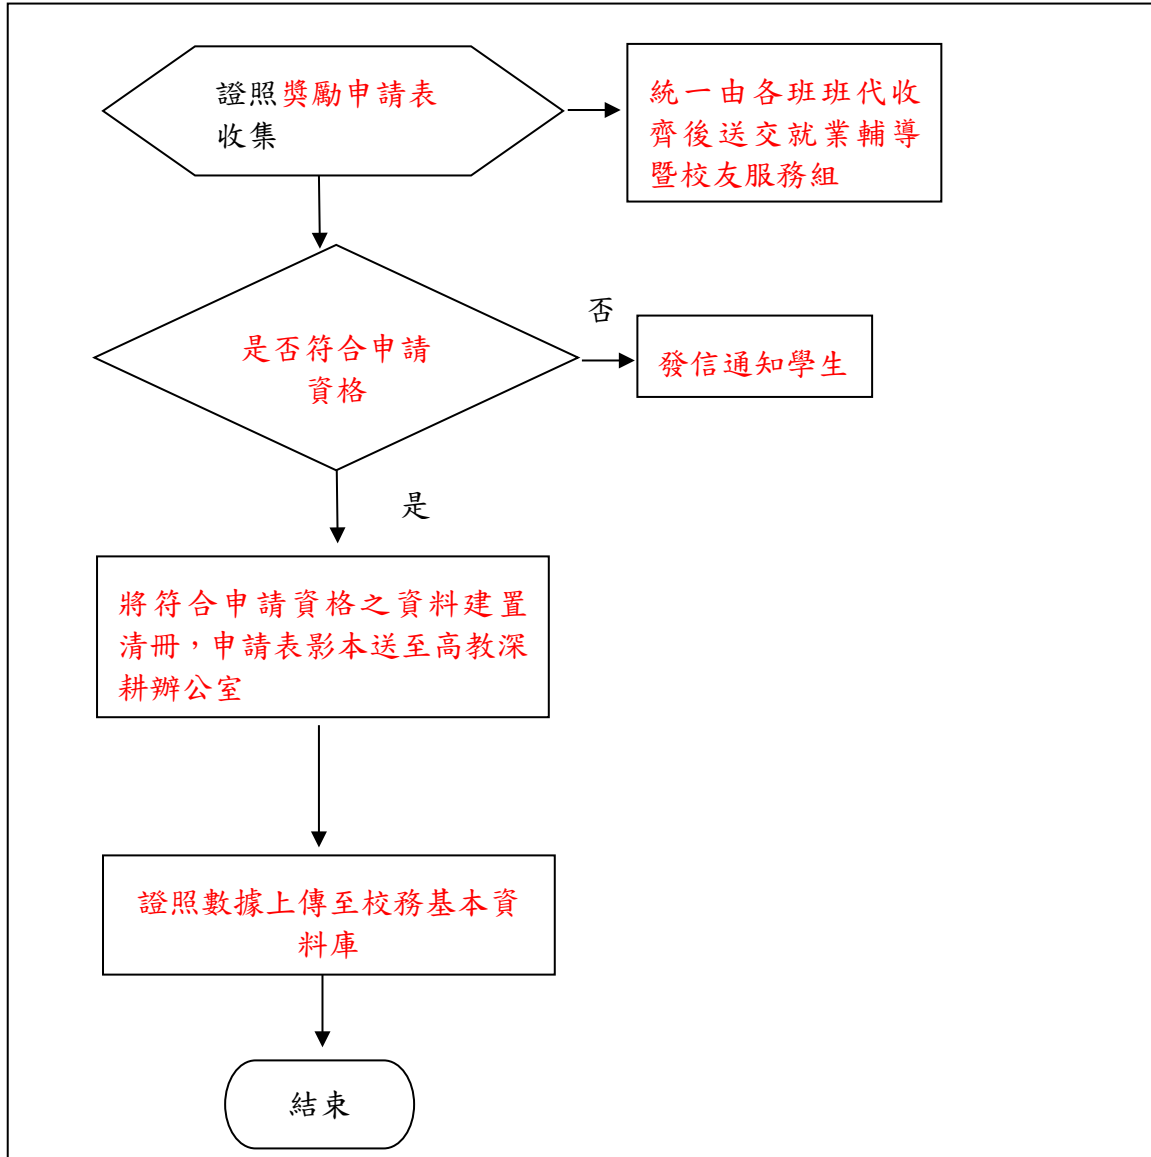 證照獎勵申請表
收集
統一由各班班代收
齊後送交就業輔導
暨校友服務組
是否符合申請
資格
否
發信通知學生
是
將符合申請資格之資料建置
清冊，申請表影本送至高教深
耕辦公室
證照數據上傳至校務基本資
料庫
結束